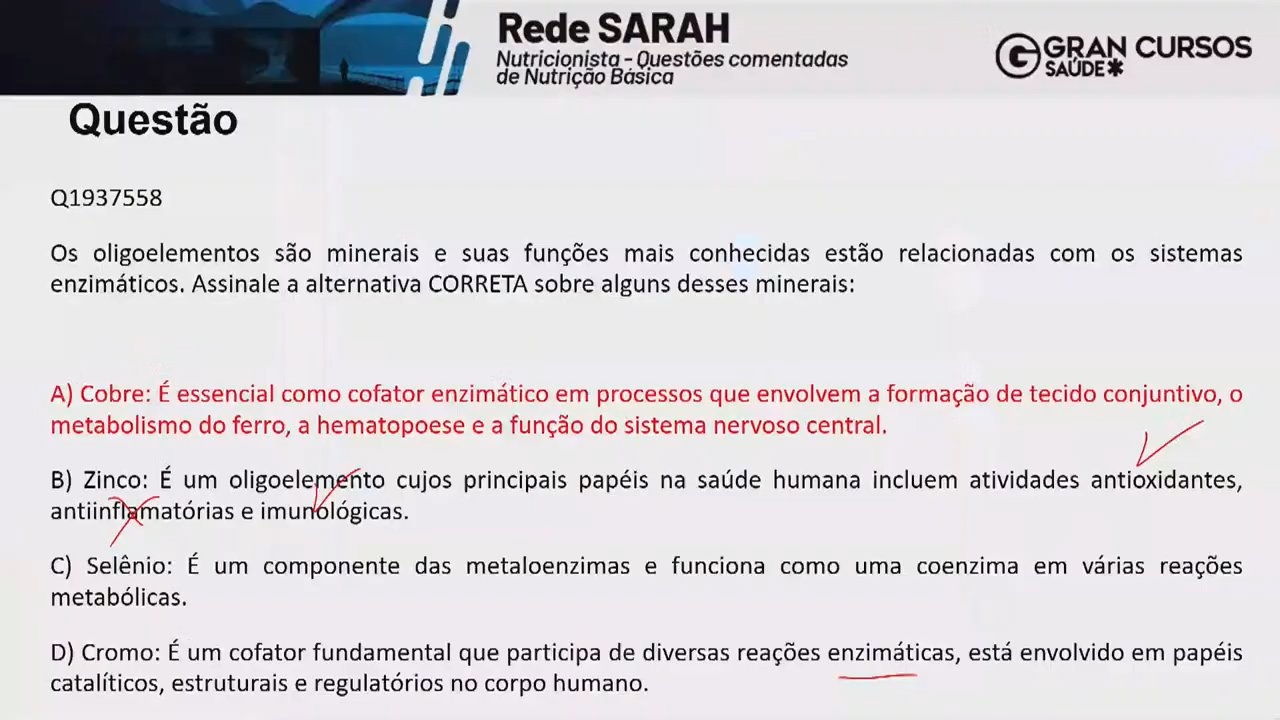 Rede SARAH
Nutricionista - Questões comentadas
de Nutrição Básica
GRAN CURSOS
SAÚDE
Questão
Q1937558
Os oligoelementos são minerais e suas funções mais conhecidas estão relacionadas com os sistemas
enzimáticos. Assinale a alternativa CORRETA sobre alguns desses minerais:
A) Cobre: É essencial como cofator enzimático em processos que envolvem a formação de tecido conjuntivo, o
metabolismo do ferro, a hematopoese e a função do sistema nervoso central.
B) Zinco: É um oligoelemento cujos principais papéis na saúde humana incluem atividades antioxidantes,
antiinflamatórias e imunológicas.
C) Selênio: É um componente das metaloenzimas e funciona como uma coenzima em várias reações
metabólicas.
D) Cromo: É um cofator fundamental que participa de diversas reações enzimáticas, está envolvido em papéis
catalíticos, estruturais e regulatórios no corpo humano.